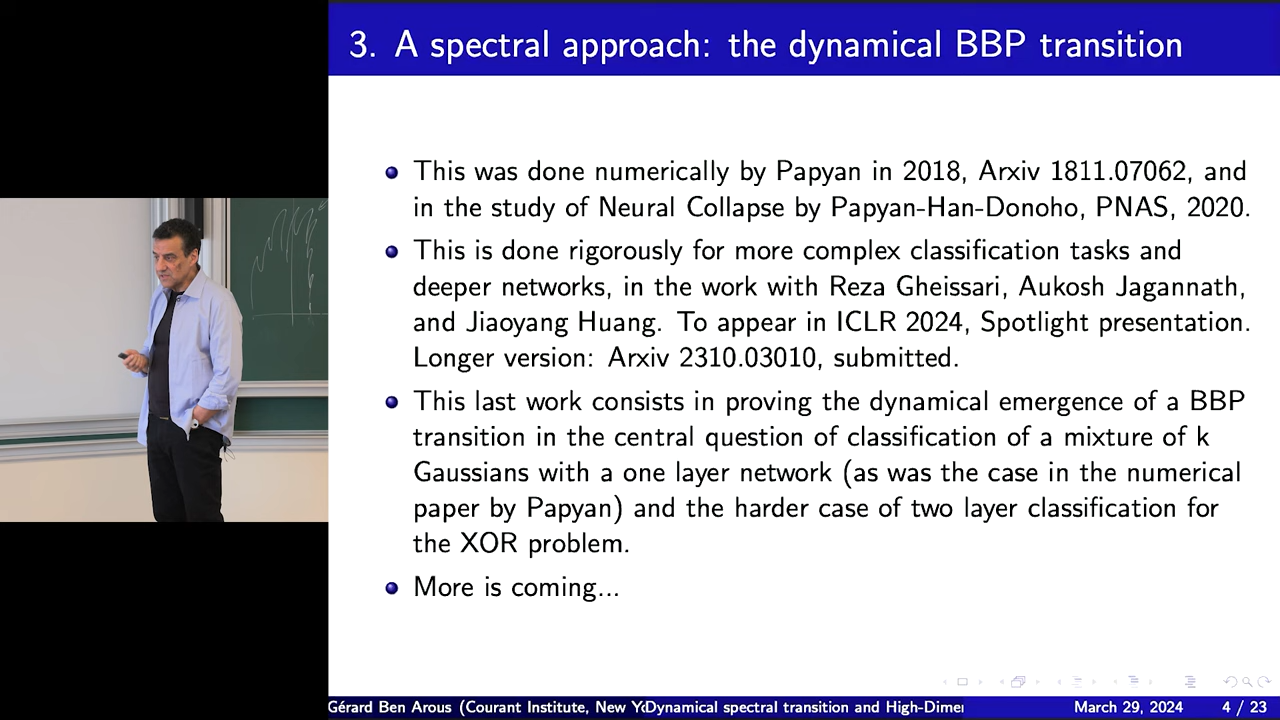 3. A spectral approach: the dynamical BBP transition
This was done numerically by Papyan in 2018, Arxiv 1811.07062, and
in the study of Neural Collapse by Papyan-Han-Donoho, PNAS, 2020.
This is done rigorously for more complex classification tasks and
deeper networks, in the work with Reza Gheissari, Aukosh Jagannath,
and Jiaoyang Huang. To appear in ICLR 2024, Spotlight presentation.
Longer version: Arxiv 2310.03010, submitted.
This last work consists in proving the dynamical emergence of a BBP
transition in the central question of classification of a mixture of k
Gaussians with a one layer network (as was the case in the numerical
paper by Papyan) and the harder case of two layer classification for
the XOR problem.
More is coming...
Gérard Ben Arous (Courant Institute, New Yo Dynamical spectral transition and High-Dimen March 29, 2024 4 / 23